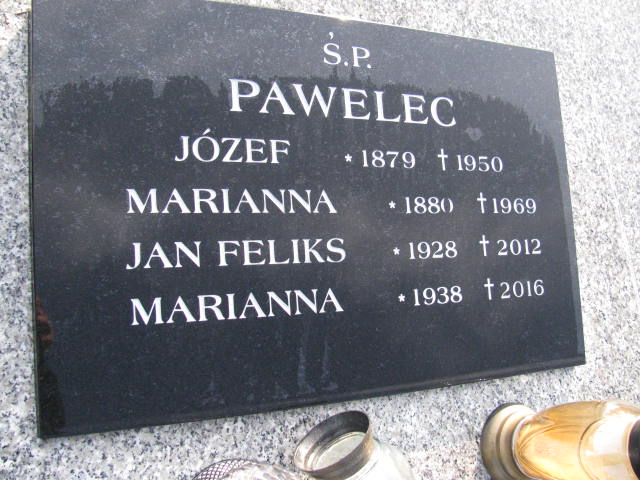 Ś.P.
PAWELEC
JÓZEF * 1879 † 1950
MARIANNA * 1880 † 1969
JAN FELIKS * 1928 † 2012
MARIANNA * 1938 † 2016